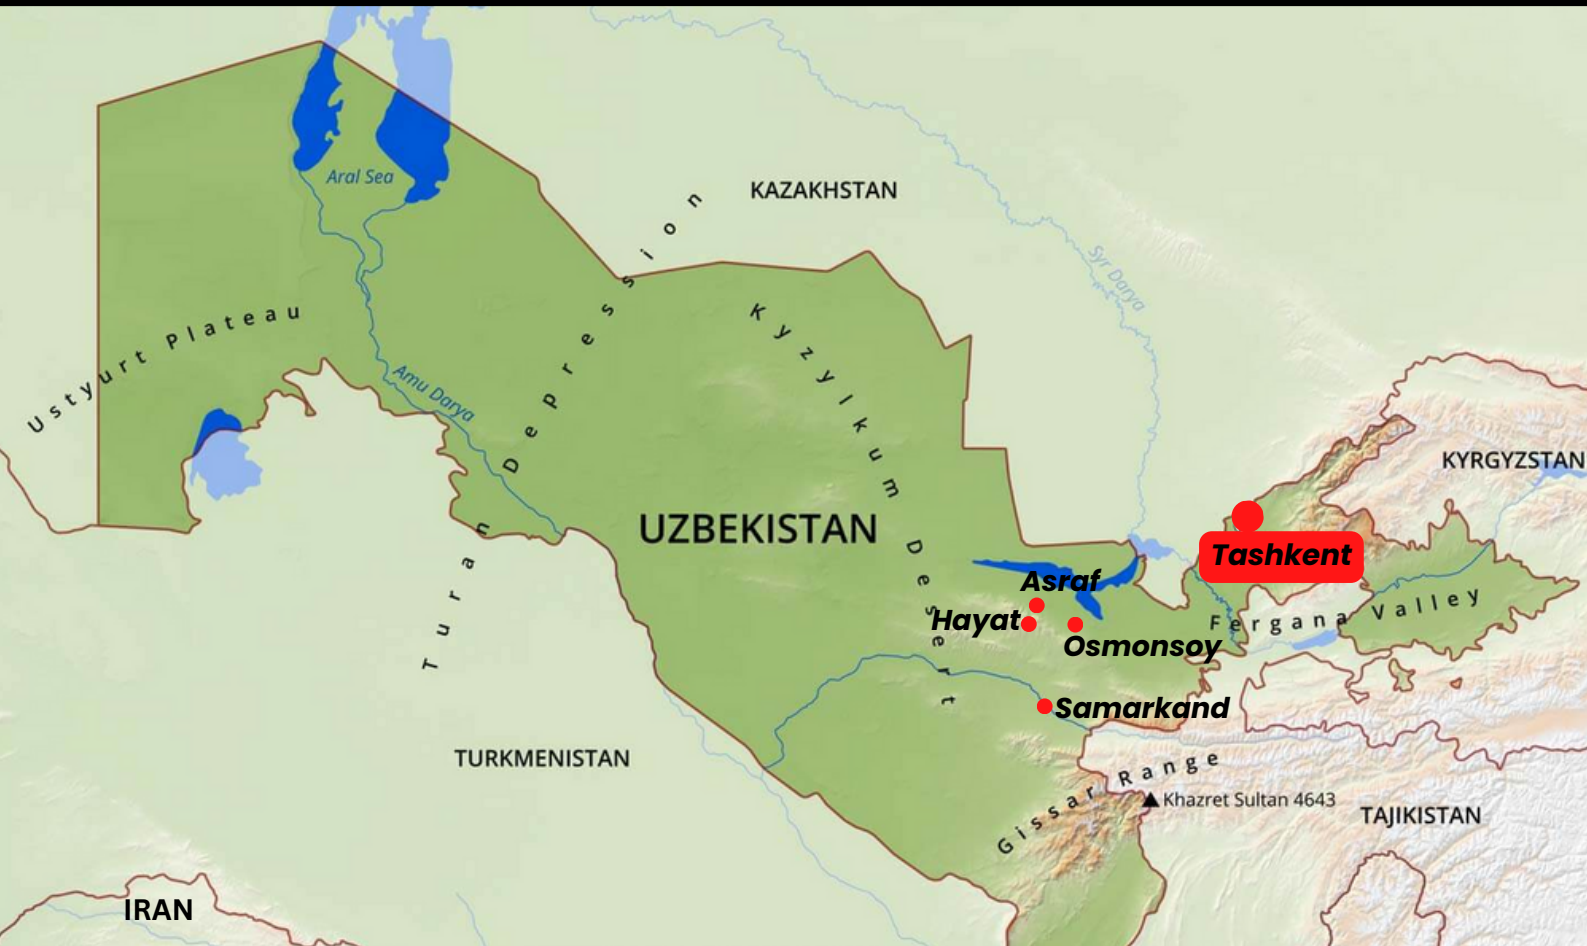 Aral Sea
KAZAKHSTAN
Syr Darya
Ustyurt Plateau
Amu Darya
Turan Depression
Kyzylkum Desert
KYRGYZSTAN
UZBEKISTAN
Tashkent
Asraf
Hayat
Osmonsoy
Fergana Valley
Samarkand
TURKMENISTAN
Gissar Range
Khazret Sultan 4643
TAJIKISTAN
IRAN